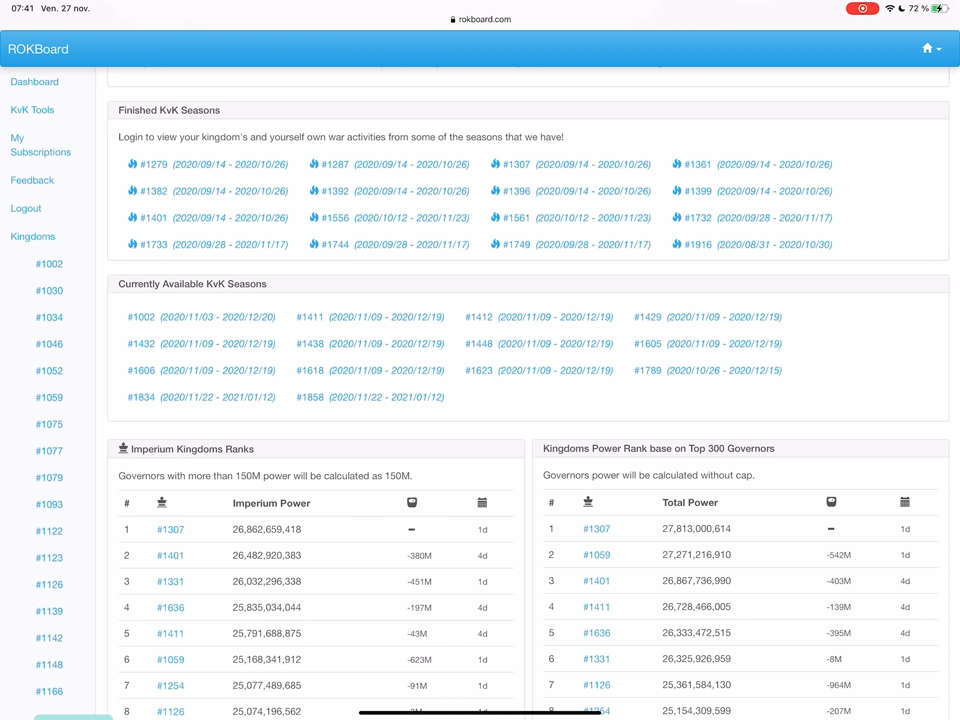 07:41 Ven. 27 nov. 72 %
rokboard.com
ROKBoard
Dashboard
KvK Tools
My
Subscriptions
Feedback
Logout
Kingdoms
#1002
#1030
#1034
#1046
#1052
#1059
#1075
#1077
#1079
#1093
#1122
#1123
#1126
#1139
#1142
#1148
#1166
Finished KvK Seasons
Login to view your kingdom's and yourself own war activities from some of the seasons that we have!
#1279 (2020/09/14 - 2020/10/26) #1287 (2020/09/14 - 2020/10/26) #1307 (2020/09/14 - 2020/10/26) #1361 (2020/09/14 - 2020/10/26)
#1382 (2020/09/14 - 2020/10/26) #1392 (2020/09/14 - 2020/10/26) #1396 (2020/09/14 - 2020/10/26) #1399 (2020/09/14 - 2020/10/26)
#1401 (2020/09/14 - 2020/10/26) #1556 (2020/10/12 - 2020/11/23) #1561 (2020/10/12 - 2020/11/23) #1732 (2020/09/28 - 2020/11/17)
#1733 (2020/09/28 - 2020/11/17) #1744 (2020/09/28 - 2020/11/17) #1749 (2020/09/28 - 2020/11/17) #1916 (2020/08/31 - 2020/10/30)
Currently Available KvK Seasons
#1002 (2020/11/03 - 2020/12/20) #1411 (2020/11/09 - 2020/12/19) #1412 (2020/11/09 - 2020/12/19) #1429 (2020/11/09 - 2020/12/19)
#1432 (2020/11/09 - 2020/12/19) #1438 (2020/11/09 - 2020/12/19) #1448 (2020/11/09 - 2020/12/19) #1605 (2020/11/09 - 2020/12/19)
#1606 (2020/11/09 - 2020/12/19) #1618 (2020/11/09 - 2020/12/19) #1623 (2020/11/09 - 2020/12/19) #1789 (2020/10/26 - 2020/12/15)
#1834 (2020/11/22 - 2021/01/12) #1858 (2020/11/22 - 2021/01/12)
Imperium Kingdoms Ranks
Governors with more than 150M power will be calculated as 150M.
# Imperium Power
1 #1307 26,862,659,418 – 1d
2 #1401 26,482,920,383 -380M 4d
3 #1331 26,032,296,338 -451M 1d
4 #1636 25,835,034,044 -197M 4d
5 #1411 25,791,688,875 -43M 4d
6 #1059 25,168,341,912 -623M 1d
7 #1254 25,077,489,685 -91M 1d
8 #1126 25,074,196,562
Kingdoms Power Rank base on Top 300 Governors
Governors power will be calculated without cap.
# Total Power
1 #1307 27,813,000,614 – 1d
2 #1059 27,271,216,910 -542M 1d
3 #1401 26,867,736,990 -403M 4d
4 #1411 26,728,466,005 -139M 4d
5 #1636 26,333,472,515 -395M 4d
6 #1331 26,325,926,959 -8M 1d
7 #1126 25,361,584,130 -964M 1d
8 #1254 25,154,309,599 -207M 1d